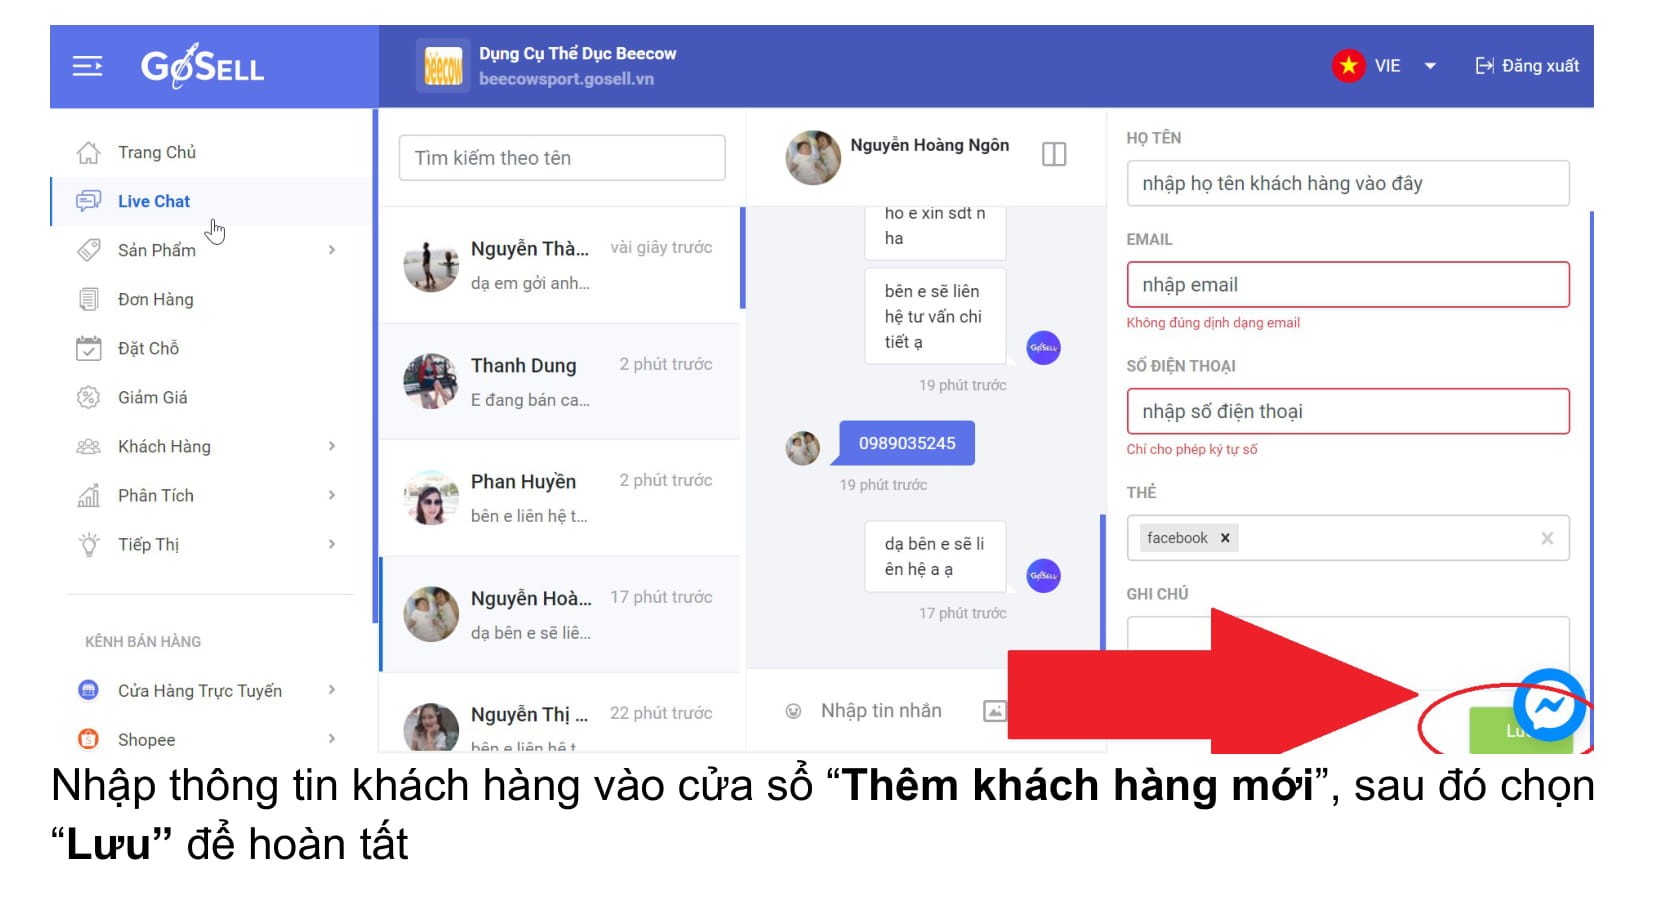 GoSELL
beecow
Dụng Cụ Thể Dục Beecow
beecowsport.gosell.vn
VIE
Đăng xuất
Trang Chủ
Live Chat
Sản Phẩm
Đơn Hàng
Đặt Chỗ
Giảm Giá
Khách Hàng
Phân Tích
Tiếp Thị
KÊNH BÁN HÀNG
Cửa Hàng Trực Tuyến
Shopee
Tìm kiếm theo tên
Nguyễn Thà... vài giây trước
dạ em gởi anh...
Thanh Dung 2 phút trước
E đang bán ca...
Phan Huyền 2 phút trước
bên e liên hệ t...
Nguyễn Hoà... 17 phút trước
dạ bên e sẽ liê...
Nguyễn Thị ... 22 phút trước
bên e liên hệ t
Nguyễn Hoàng Ngôn
ho e xin sdt n
ha
bên e sẽ liên
hệ tư vấn chi
tiết ạ
GoSELL
19 phút trước
0989035245
19 phút trước
dạ bên e sẽ li
ên hệ a ạ
GoSELL
17 phút trước
Nhập tin nhắn
HỌ TÊN
nhập họ tên khách hàng vào đây
EMAIL
nhập email
Không đúng định dạng email
SỐ ĐIỆN THOẠI
nhập số điện thoại
Chỉ cho phép ký tự số
THẺ
facebook x
GHI CHÚ
Nhập thông tin khách hàng vào cửa sổ “Thêm khách hàng mới”, sau đó chọn
“Lưu” để hoàn tất